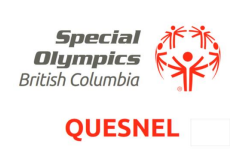 Special
Olympics
British Columbia
®
QUESNEL